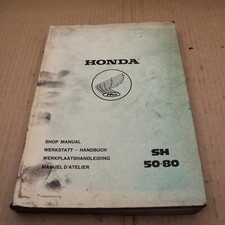 HONDA
SHOP MANUAL
WERKSTATT - HANDBUCH
WERKPLAATSHANDLEIDING
MANUEL D'ATELIER
SH
50·80